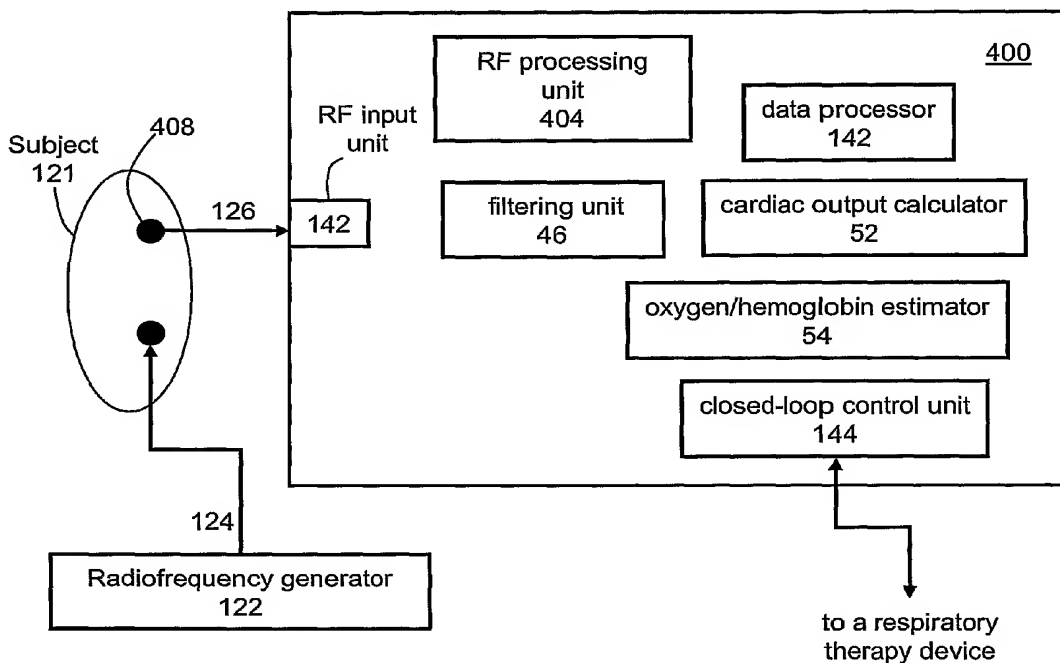 400
RF processing
unit
404
data processor
142
408
RF input
unit
Subject
121
126
142
filtering unit
46
cardiac output calculator
52
oxygen/hemoglobin estimator
54
closed-loop control unit
144
124
Radiofrequency generator
122
to a respiratory
therapy device